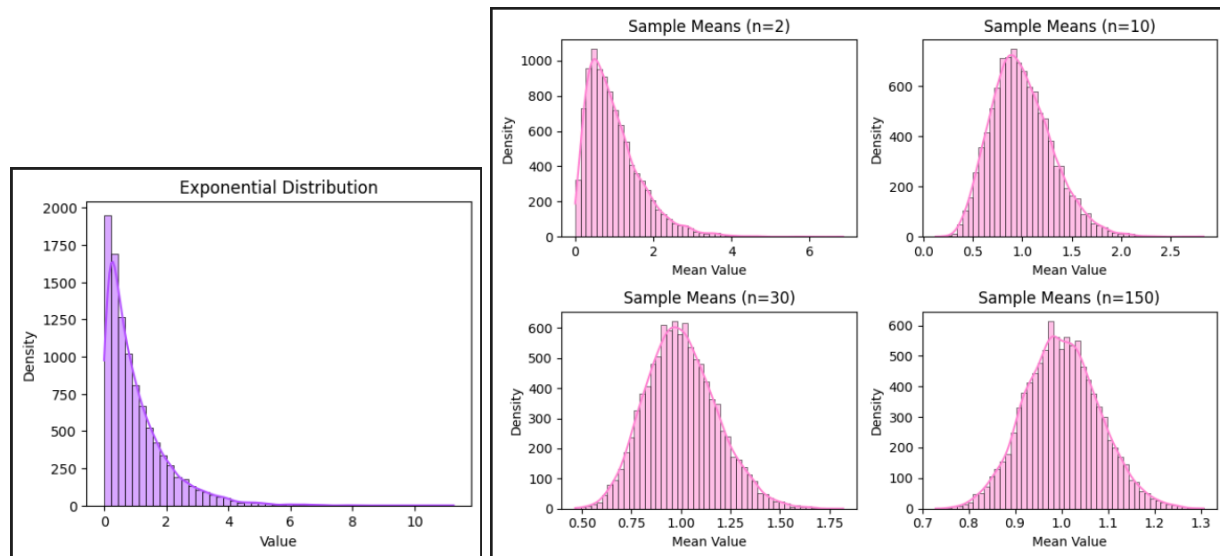 Exponential Distribution
Density
2000
1750
1500
1250
1000
750
500
250
0
0 2 4 6 8 10
Value
Sample Means (n=2)
Density
1000
800
600
400
200
0
0 2 4 6
Mean Value
Sample Means (n=10)
Density
600
400
200
0
0.0 0.5 1.0 1.5 2.0 2.5
Mean Value
Sample Means (n=30)
Density
600
500
400
300
200
100
0
0.50 0.75 1.00 1.25 1.50 1.75
Mean Value
Sample Means (n=150)
Density
600
500
400
300
200
100
0
0.7 0.8 0.9 1.0 1.1 1.2 1.3
Mean Value